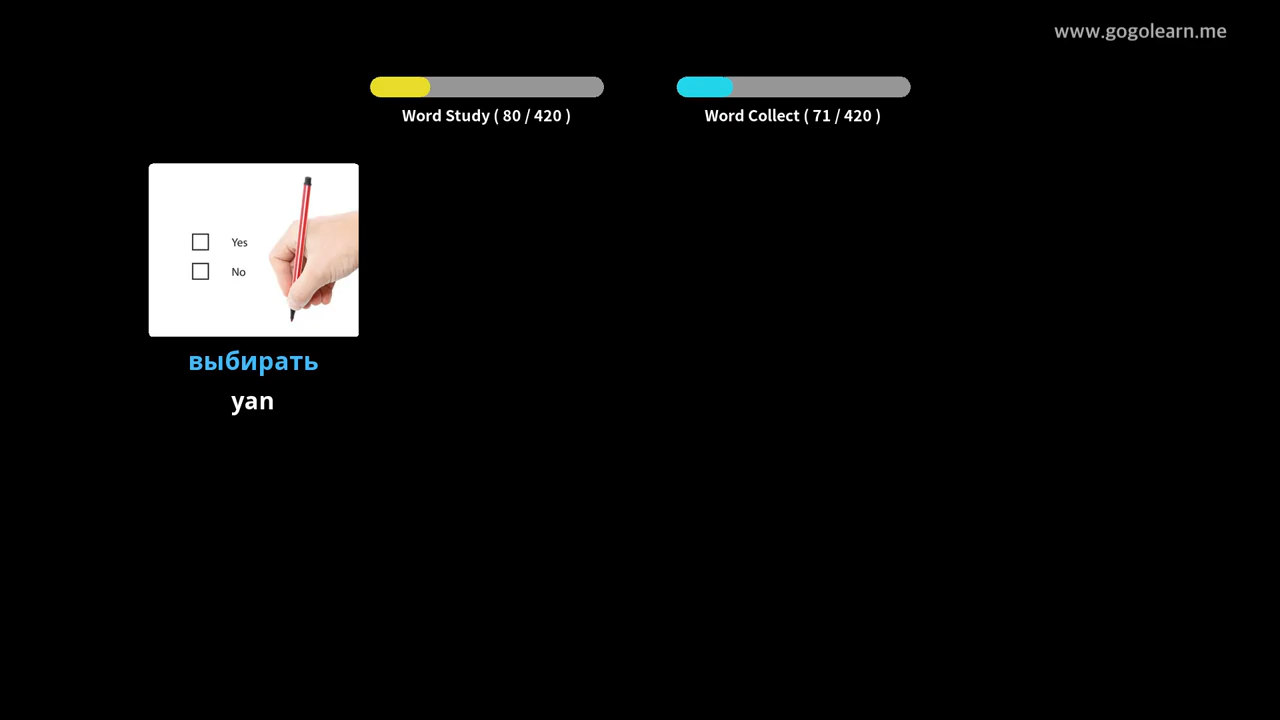 www.gogolearn.me
Word Study ( 80 / 420 )
Word Collect ( 71 / 420 )
Yes
No
выбирать
yan